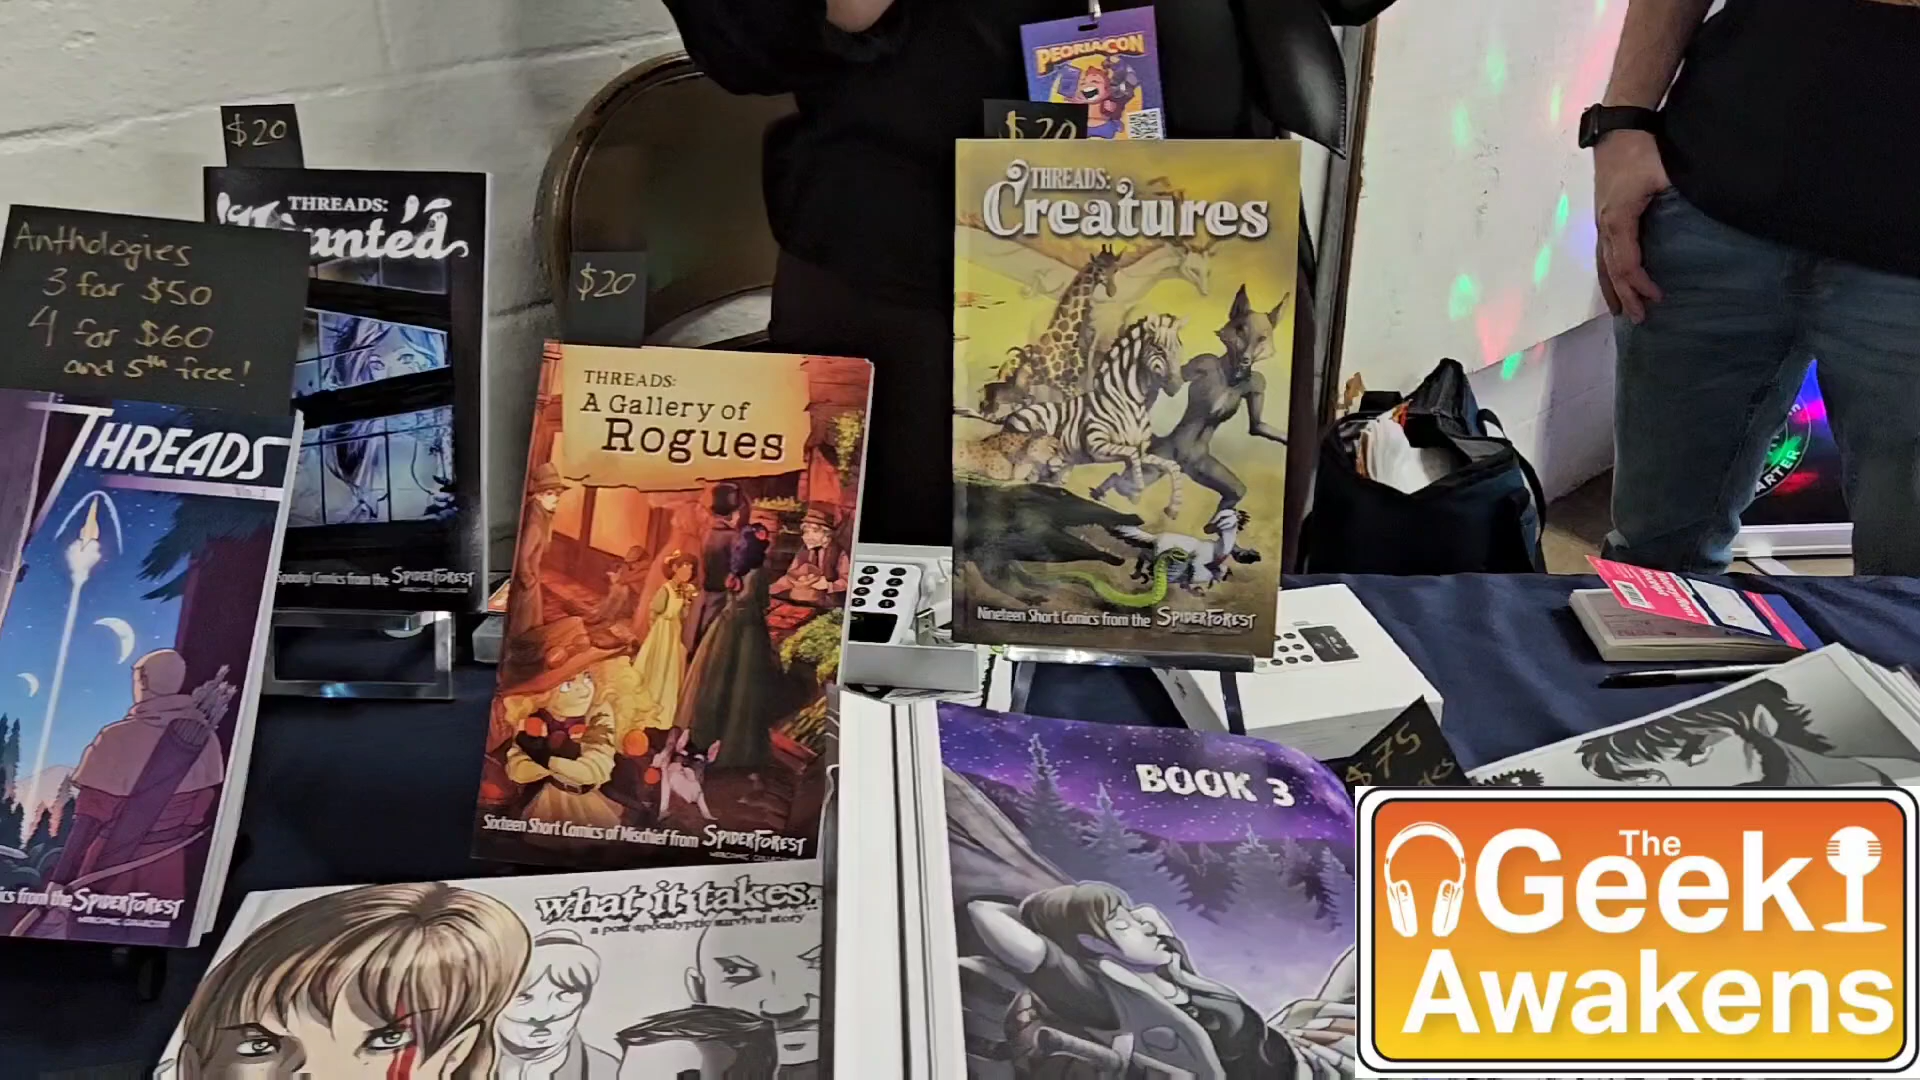 PEORIACON
$20
$20
THREADS:
Creatures
$20
THREADS:
Anthologies
3 for $50
4 for $60
and 5th free!
THREADS:
A Gallery of
Rogues
THREADS
Spooky Comics from the SPIDERFOREST
Nineteen Short Comics from the SPIDERFOREST
$75
BOOK 3
Sixteen Short Comics of Mischief from SPIDERFOREST
from the SPIDERFOREST
what it takes
a post-apocalyptic survival story
The
Geek
Awakens